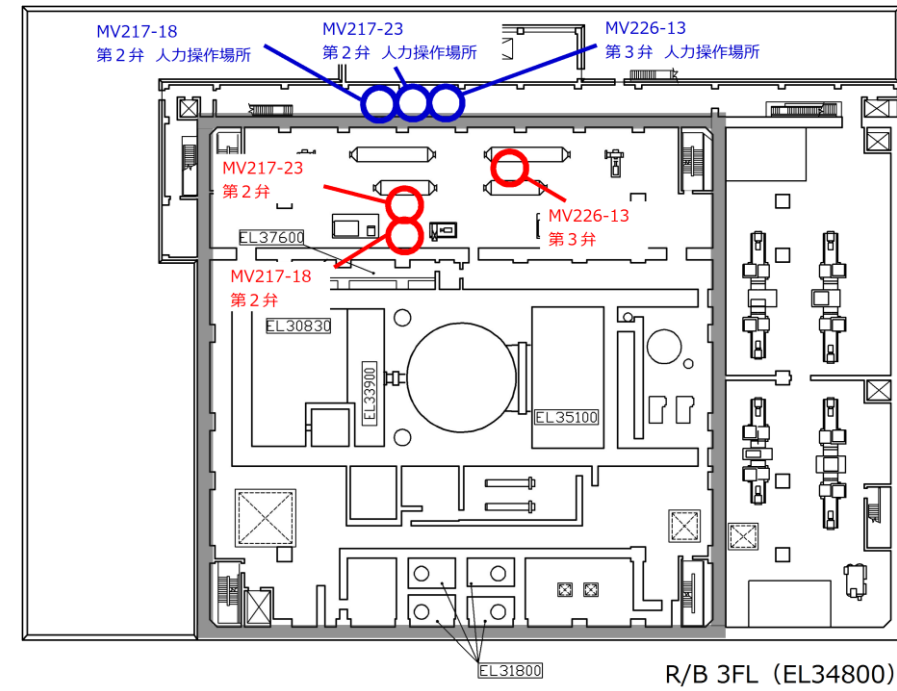 MV217-18
第２弁 人力操作場所
MV217-23
第２弁 人力操作場所
MV226-13
第３弁 人力操作場所
MV217-23
第２弁
MV226-13
第３弁
EL37600
MV217-18
第２弁
EL30830
EL33900
EL35100
EL31800
R/B 3FL（EL34800）